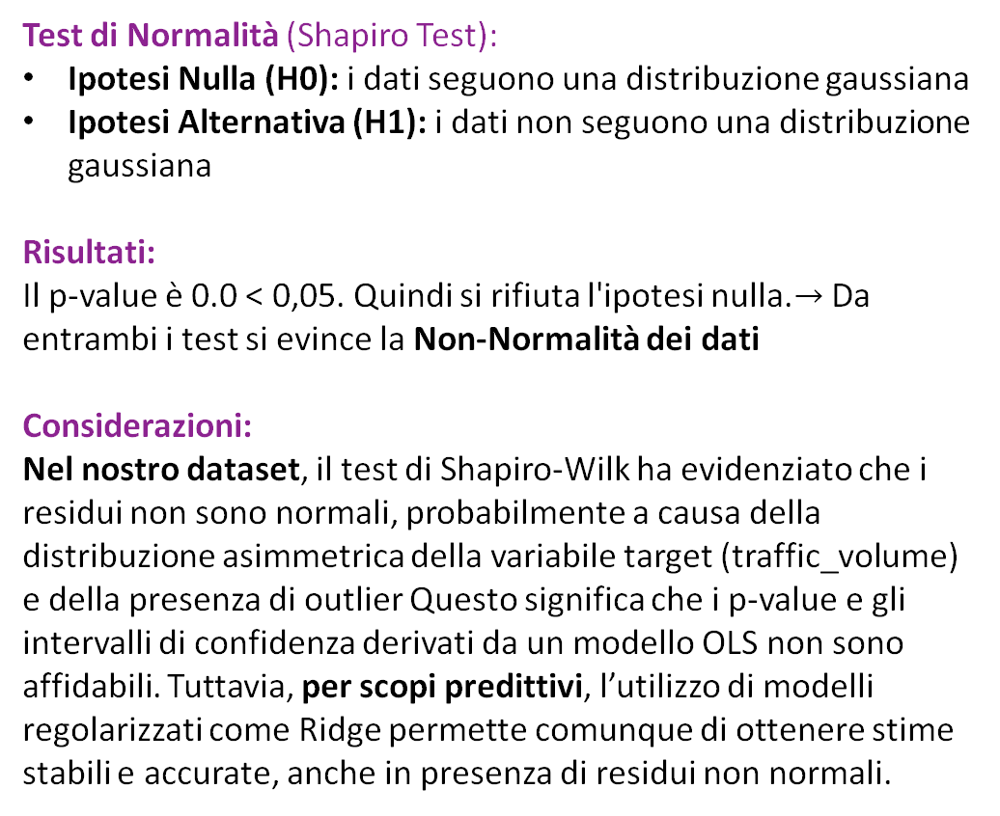 Test di Normalità (Shapiro Test):
• Ipotesi Nulla (H0): i dati seguono una distribuzione gaussiana
• Ipotesi Alternativa (H1): i dati non seguono una distribuzione
gaussiana
Risultati:
Il p-value è 0.0 < 0,05. Quindi si rifiuta l'ipotesi nulla.→ Da
entrambi i test si evince la Non-Normalità dei dati
Considerazioni:
Nel nostro dataset, il test di Shapiro-Wilk ha evidenziato che i
residui non sono normali, probabilmente a causa della
distribuzione asimmetrica della variabile target (traffic_volume)
e della presenza di outlier Questo significa che i p-value e gli
intervalli di confidenza derivati da un modello OLS non sono
affidabili. Tuttavia, per scopi predittivi, l’utilizzo di modelli
regolarizzati come Ridge permette comunque di ottenere stime
stabili e accurate, anche in presenza di residui non normali.